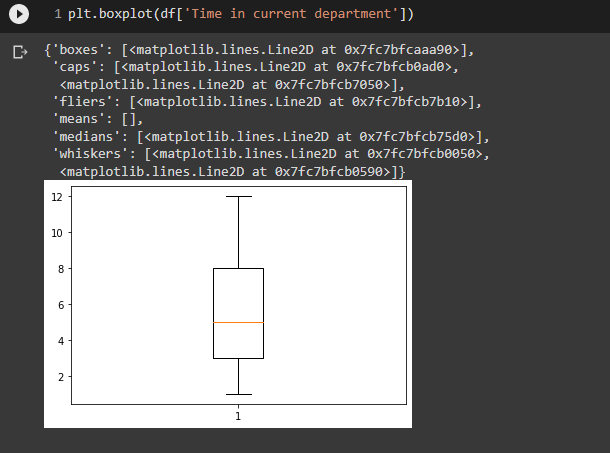 1 plt.boxplot(df['Time in current department'])
{'boxes': [<matplotlib.lines.Line2D at 0x7fc7bfcaaa90>],
'caps': [<matplotlib.lines.Line2D at 0x7fc7bfcb0ad0>,
<matplotlib.lines.Line2D at 0x7fc7bfcb7050>],
'fliers': [<matplotlib.lines.Line2D at 0x7fc7bfcb7b10>],
'means': [],
'medians': [<matplotlib.lines.Line2D at 0x7fc7bfcb75d0>],
'whiskers': [<matplotlib.lines.Line2D at 0x7fc7bfcb0050>,
<matplotlib.lines.Line2D at 0x7fc7bfcb0590>]}
12
10
8
6
4
2
1